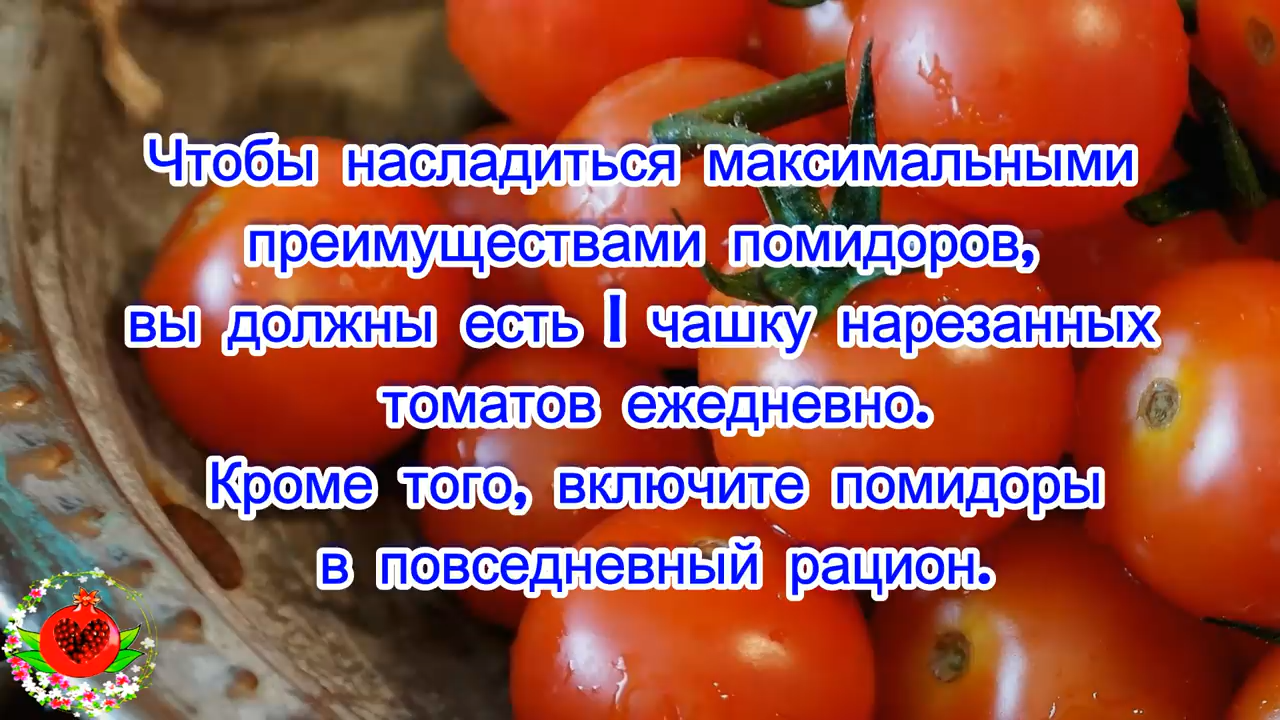 Чтобы насладиться максимальными
преимуществами помидоров,
вы должны есть 1 чашку нарезанных
томатов ежедневно.
Кроме того, включите помидоры
в повседневный рацион.